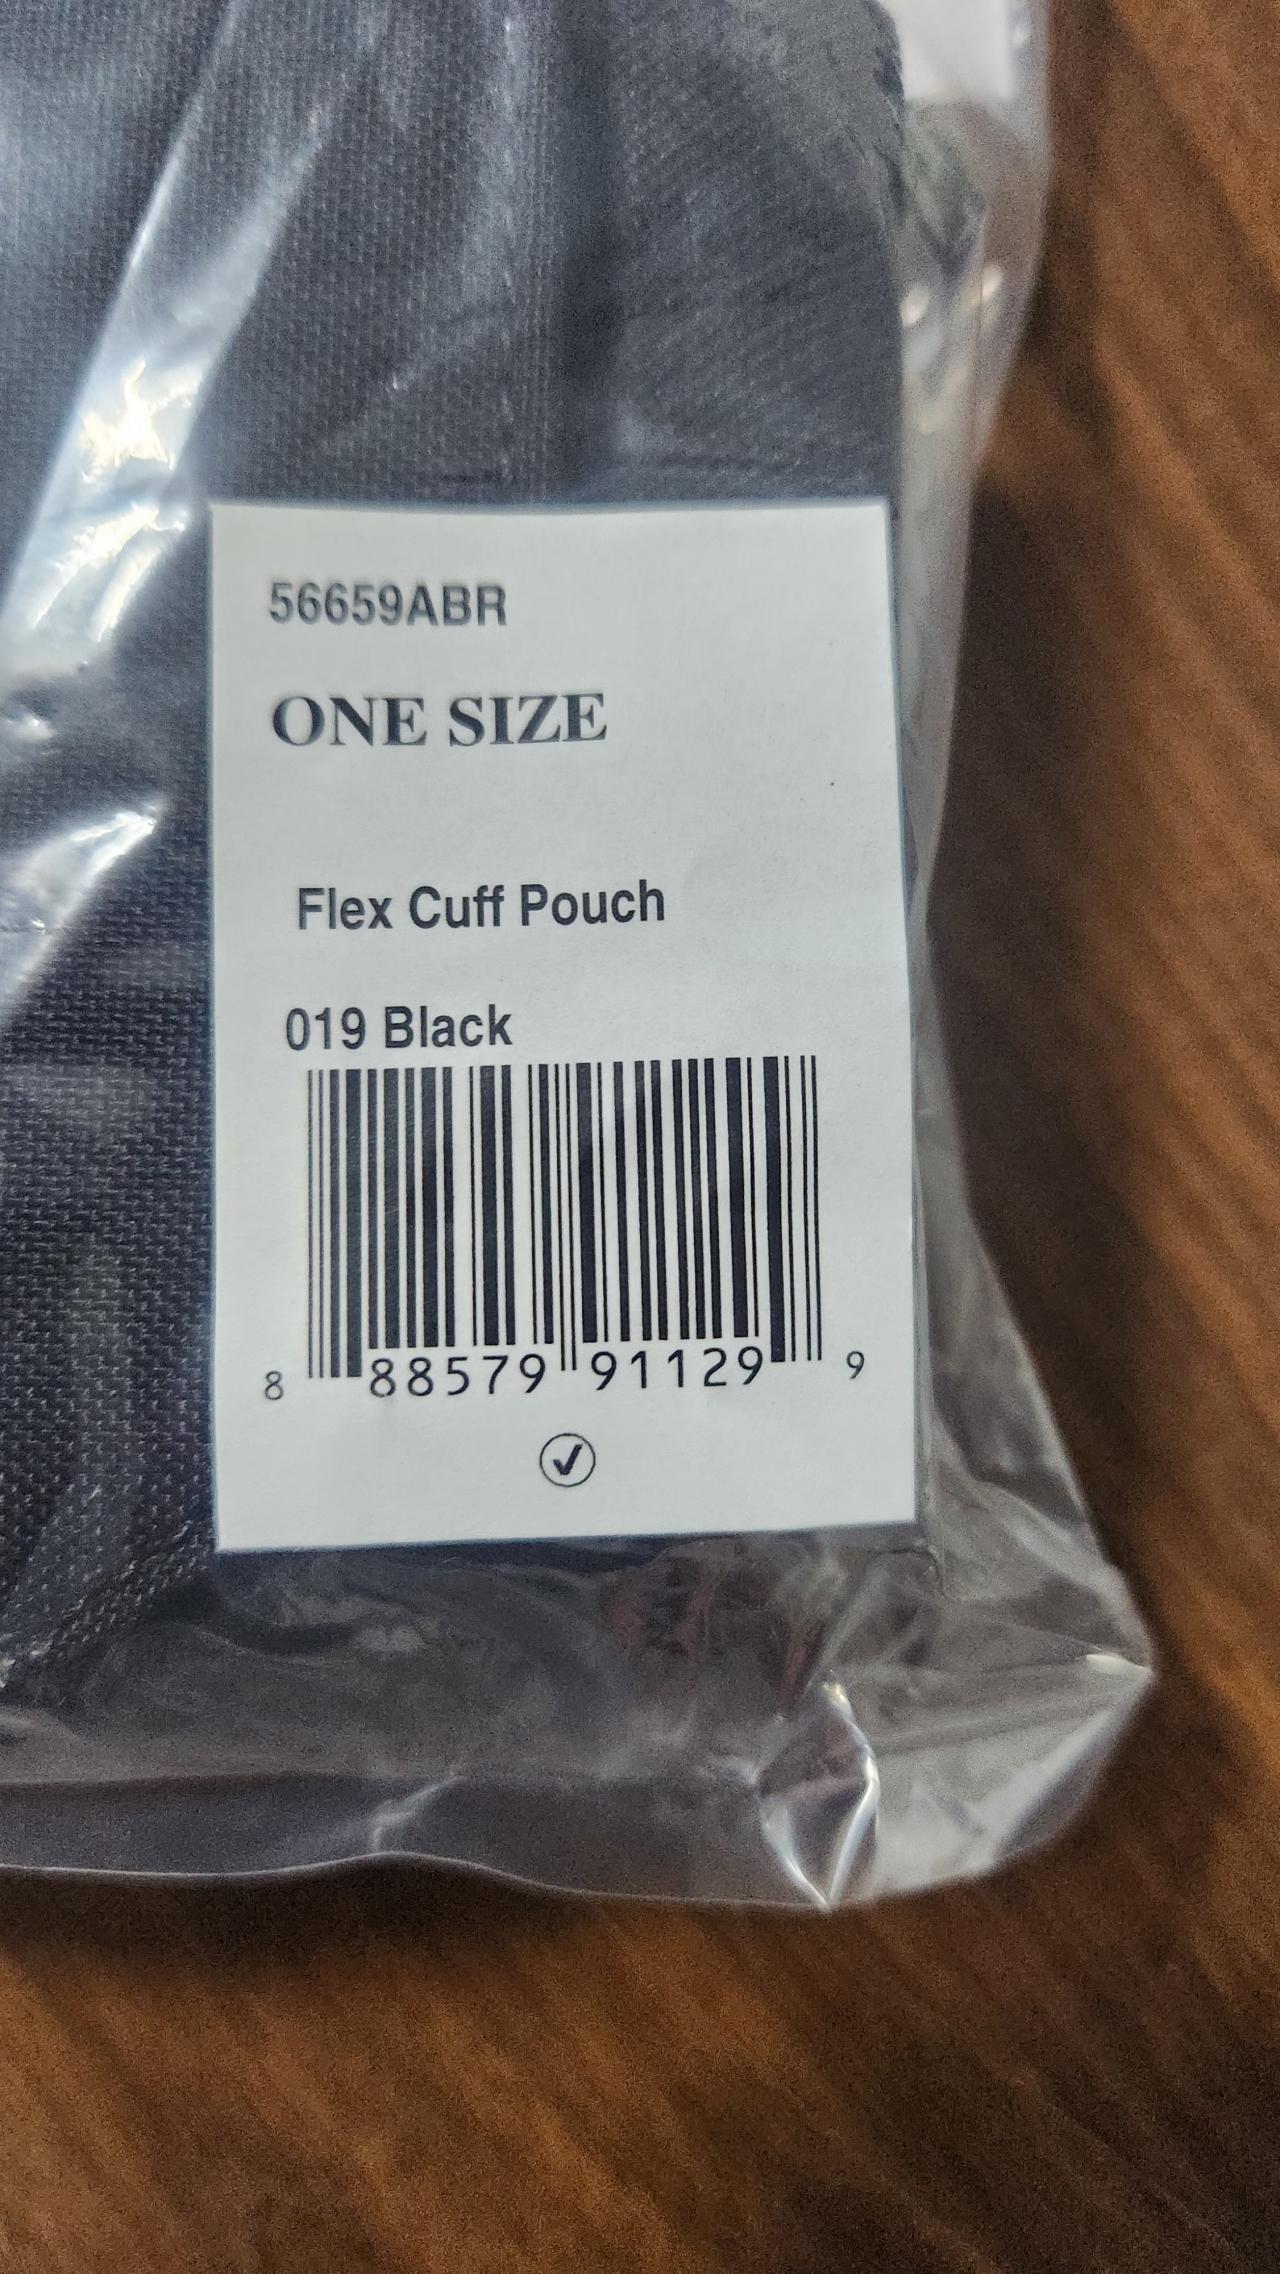 56659ABR
ONE SIZE
Flex Cuff Pouch
019 Black
8 88579 91129 9